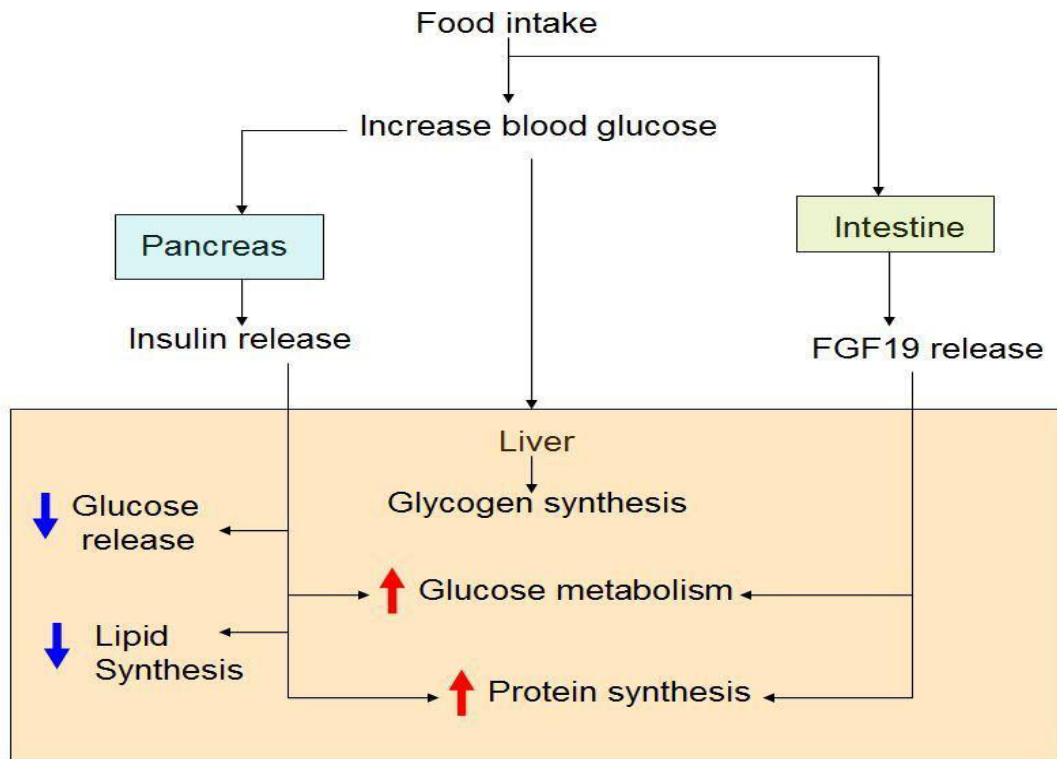 Food intake
Increase blood glucose
Pancreas
Intestine
Insulin release
FGF19 release
Liver
Glycogen synthesis
Glucose
release
Glucose metabolism
Lipid
Synthesis
Protein synthesis